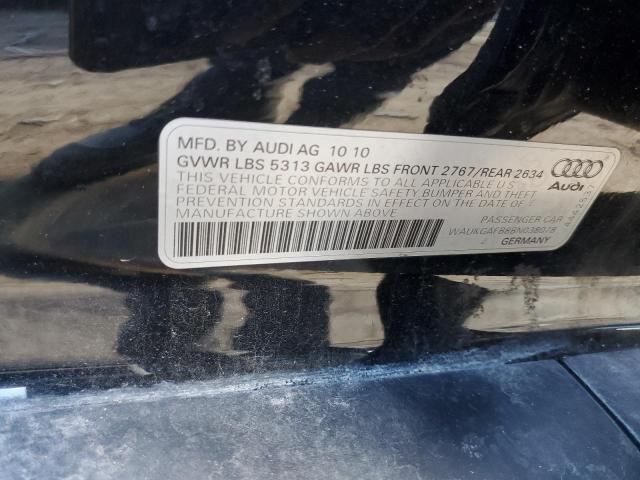 MFD. BY AUDI AG 10 10
GVWR LBS 5313 GAWR LBS FRONT 2767/REAR 2634
THIS VEHICLE CONFORMS TO ALL APPLICABLE U S
FEDERAL MOTOR VEHICLE SAFETY BUMPER AND THEFT
PREVENTION STANDARDS IN EFFECT ON THE DATE OF
MANUFACTURE SHOWN ABOVE
Audi
PASSENGER CAR
WAUKGAFB8BN038078
2 GERMANY